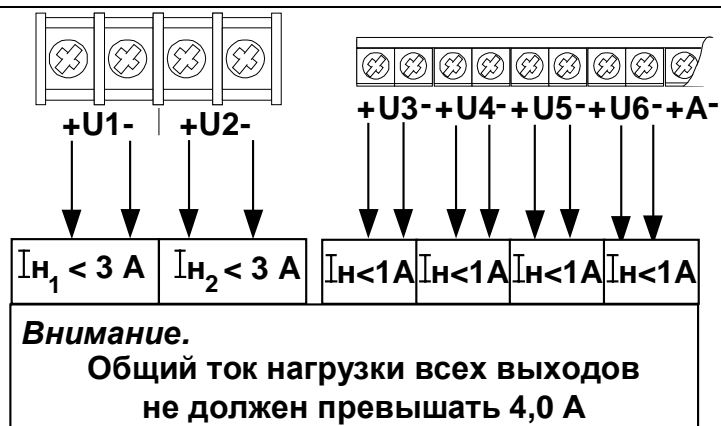 +U1- +U2- +U3-+U4-+U5-+U6-+A-
Iн₁ < 3 А Iн₂ < 3 А Iн<1А Iн<1А Iн<1А Iн<1А
Внимание.
Общий ток нагрузки всех выходов
не должен превышать 4,0 А